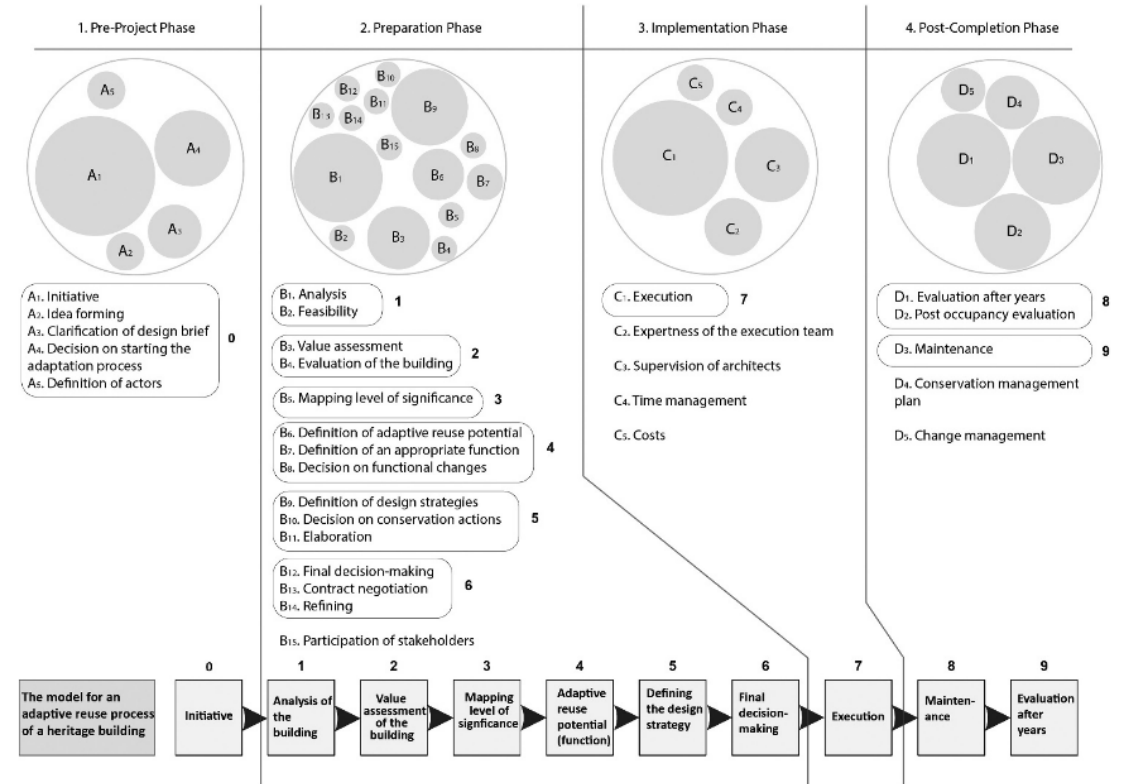 1. Pre-Project Phase
2. Preparation Phase
3. Implementation Phase
4. Post-Completion Phase
A5
A4
A1
A3
A2
B10
B12
B11
B9
B13
B14
B15
B8
B1
B6
B7
B5
B2
B3
B4
C5
C4
C1
C3
C2
D5
D4
D1
D3
D2
A1. Initiative
A2. Idea forming
A3. Clarification of design brief
A4. Decision on starting the
adaptation process
A5. Definition of actors
0
B1. Analysis
B2. Feasibility
1
B3. Value assessment
B4. Evaluation of the building
2
B5. Mapping level of significance
3
B6. Definition of adaptive reuse potential
B7. Definition of an appropriate function
B8. Decision on functional changes
4
B9. Definition of design strategies
B10. Decision on conservation actions
B11. Elaboration
5
B12. Final decision-making
B13. Contract negotiation
B14. Refining
6
B15. Participation of stakeholders
C1. Execution
7
C2. Expertness of the execution team
C3. Supervision of architects
C4. Time management
C5. Costs
D1. Evaluation after years
D2. Post occupancy evaluation
8
D3. Maintenance
9
D4. Conservation management
plan
D5. Change management
The model for an
adaptive reuse process
of a heritage building
0
Initiative
1
Analysis of
the
building
2
Value
assessment
of the
building
3
Mapping
level of
signficance
4
Adaptive
reuse
potential
(function)
5
Defining
the design
strategy
6
Final
decision-
making
7
Execution
8
Mainten-
ance
9
Evaluation
after
years